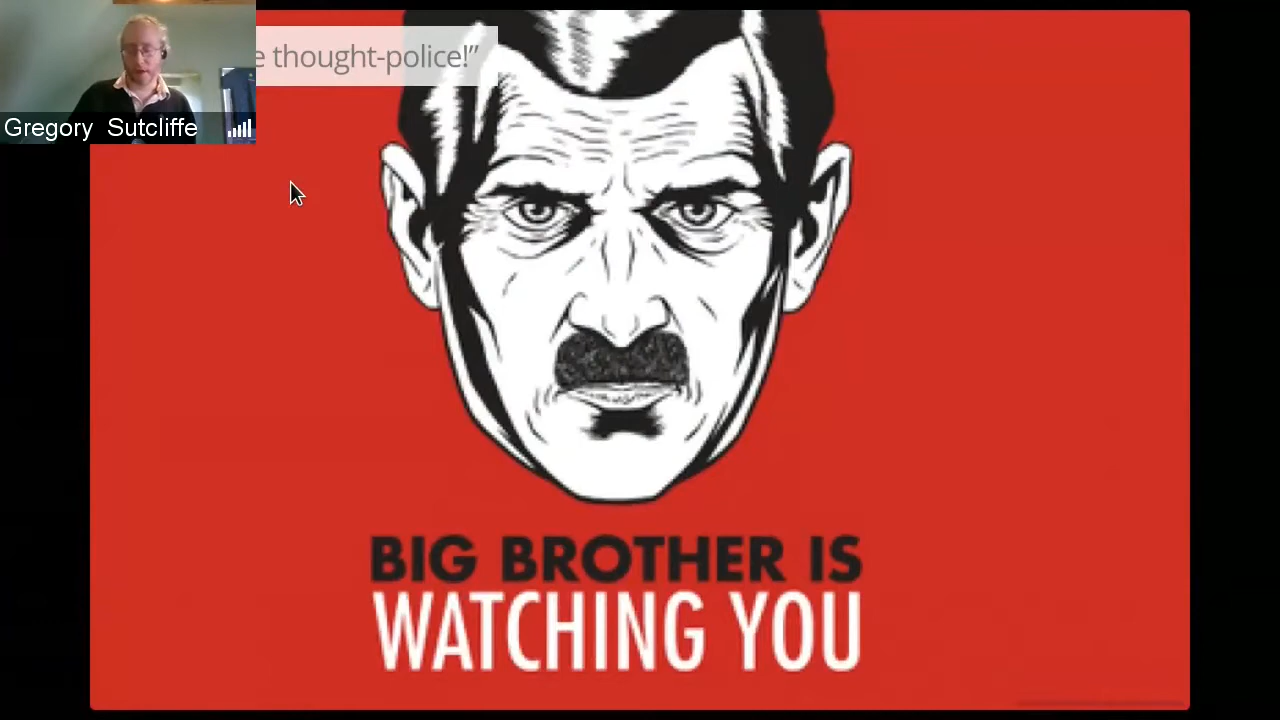 e thought-police!”
Gregory Sutcliffe
BIG BROTHER IS
WATCHING YOU